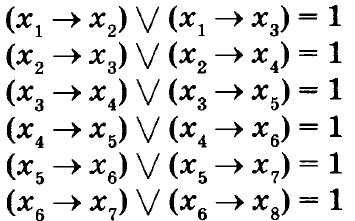 (x₁ → x₂) ∨ (x₁ → x₃) = 1
(x₂ → x₃) ∨ (x₂ → x₄) = 1
(x₃ → x₄) ∨ (x₃ → x₅) = 1
(x₄ → x₅) ∨ (x₄ → x₆) = 1
(x₅ → x₆) ∨ (x₅ → x₇) = 1
(x₆ → x₇) ∨ (x₆ → x₈) = 1